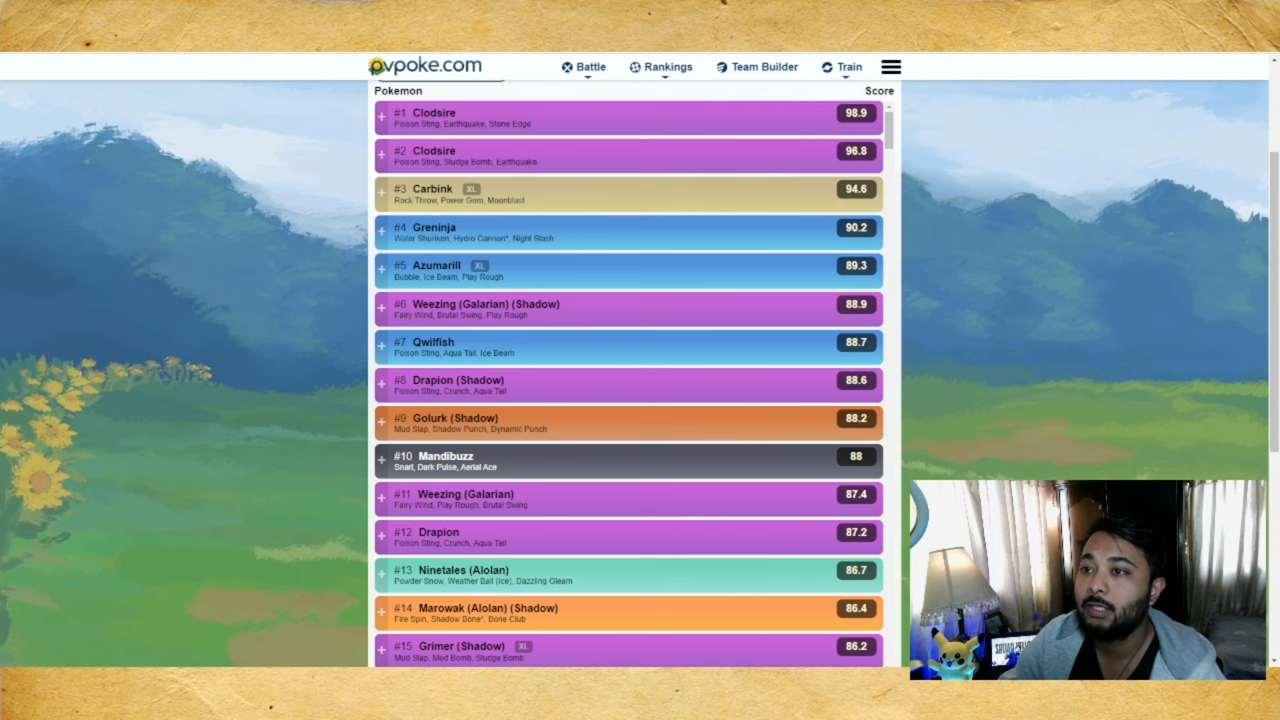 pvpoke.com
Battle
Rankings
Team Builder
Train
Pokemon Score
#1 Clodsire 98.9
Poison Sting, Earthquake, Stone Edge
#2 Clodsire 96.8
Poison Sting, Sludge Bomb, Earthquake
#3 Carbink XL 94.6
Rock Throw, Power Gem, Moonblast
#4 Greninja 90.2
Water Shuriken, Hydro Cannon*, Night Slash
#5 Azumarill XL 89.3
Bubble, Ice Beam, Play Rough
#6 Weezing (Galarian) (Shadow) 88.9
Fairy Wind, Brutal Swing, Play Rough
#7 Qwilfish 88.7
Poison Sting, Aqua Tail, Ice Beam
#8 Drapion (Shadow) 88.6
Poison Sting, Crunch, Aqua Tail
#9 Golurk (Shadow) 88.2
Mud Slap, Shadow Punch, Dynamic Punch
#10 Mandibuzz 88
Snarl, Dark Pulse, Aerial Ace
#11 Weezing (Galarian) 87.4
Fairy Wind, Play Rough, Brutal Swing
#12 Drapion 87.2
Poison Sting, Crunch, Aqua Tail
#13 Ninetales (Alolan) 86.7
Powder Snow, Weather Ball (Ice), Dazzling Gleam
#14 Marowak (Alolan) (Shadow) 86.4
Fire Spin, Shadow Bone*, Bone Club
#15 Grimer (Shadow) XL 86.2
Mud Slap, Mud Bomb, Sludge Bomb